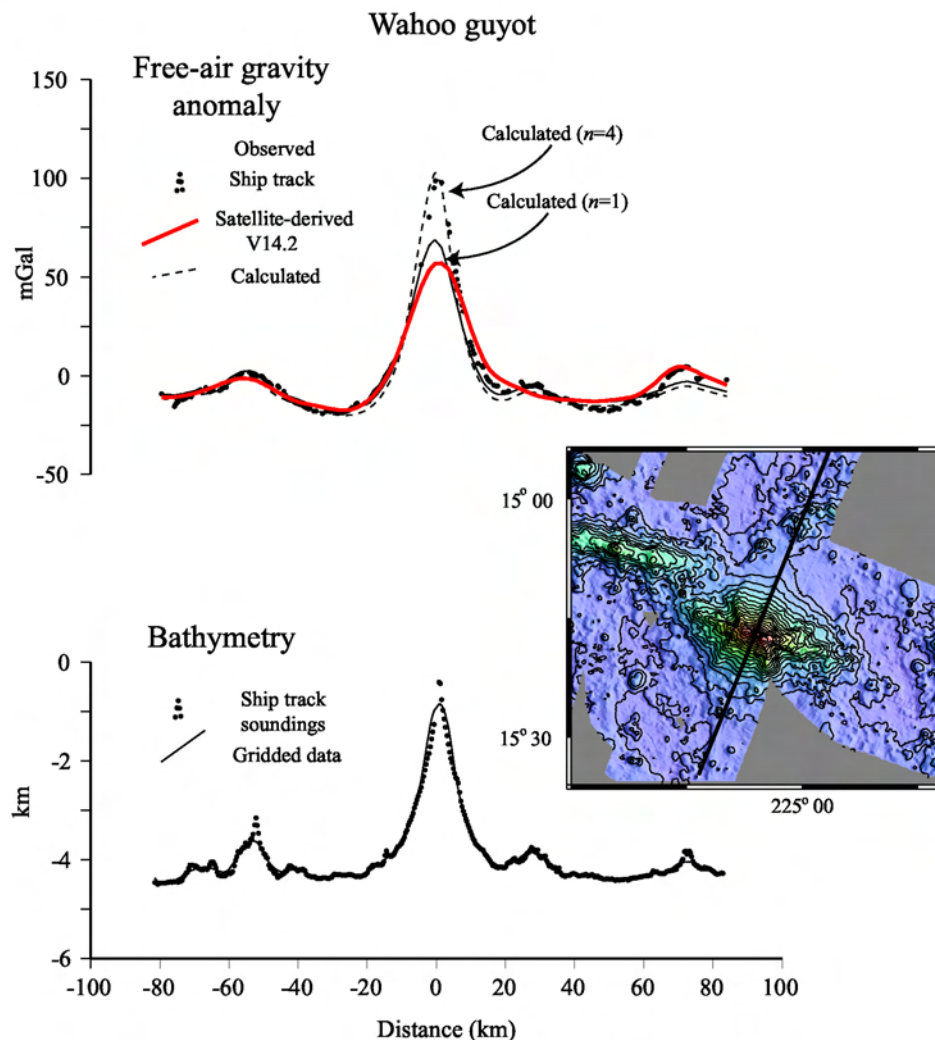 Wahoo guyot
Free-air gravity
anomaly
Observed
Ship track
Satellite-derived
V14.2
Calculated
Calculated (n=4)
Calculated (n=1)
150
100
50
0
-50
mGal
15° 00
15° 30
225° 00
Bathymetry
Ship track
soundings
Gridded data
0
-2
-4
-6
km
-100 -80 -60 -40 -20 0 20 40 60 80 100
Distance (km)